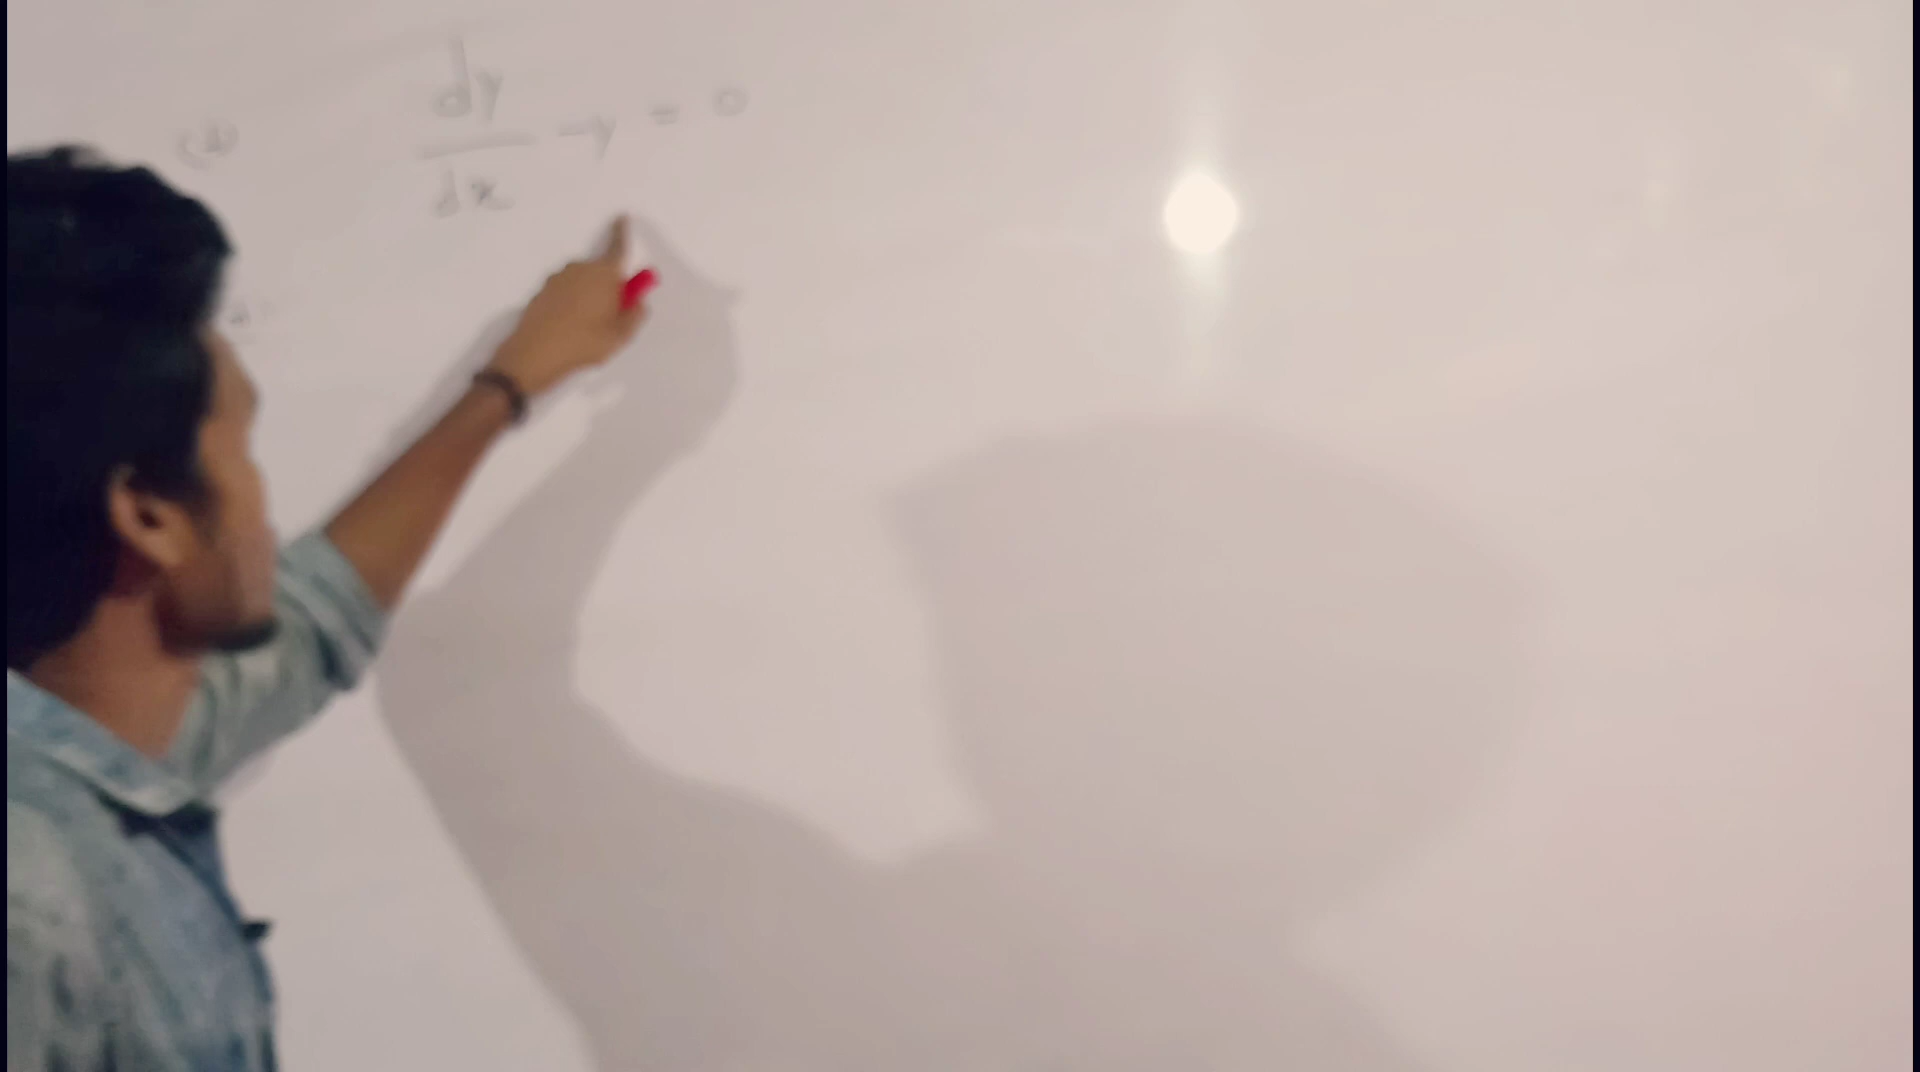 dy/dx - y = 0